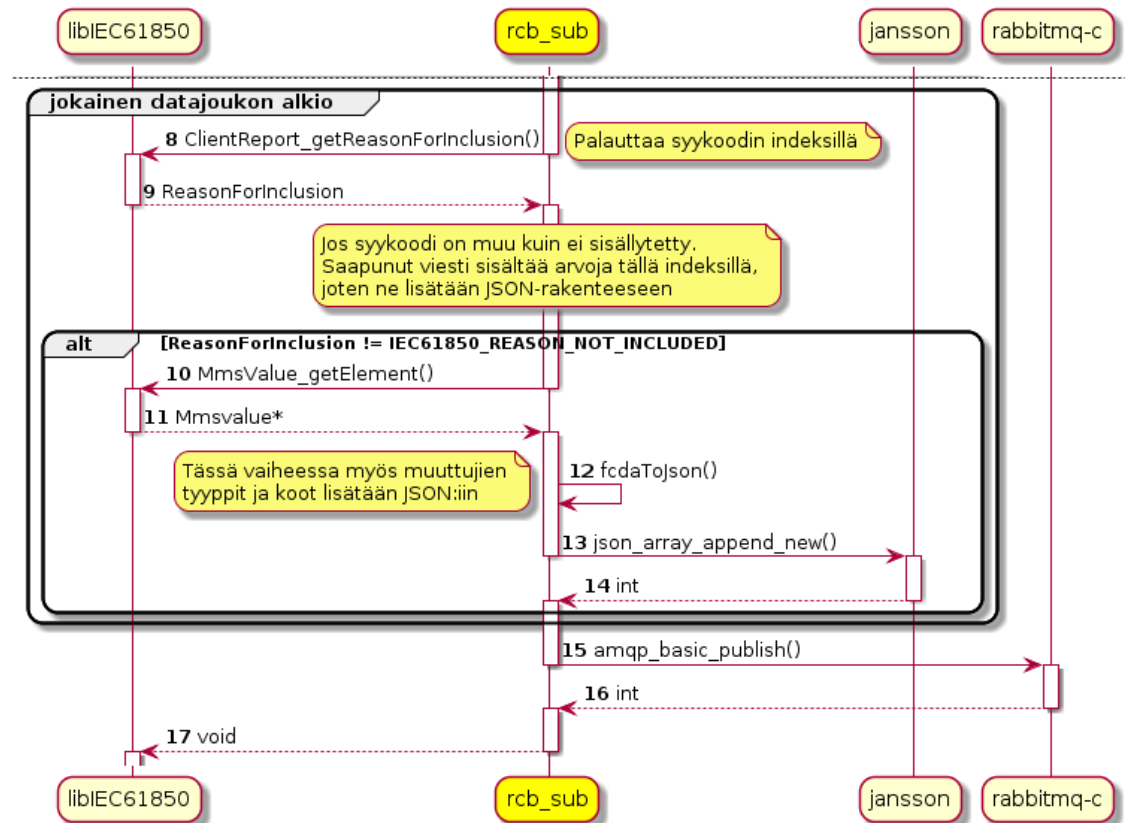 libIEC61850
rcb_sub
jansson
rabbitmq-c
jokainen datajoukon alkio
8 ClientReport_getReasonForInclusion()
Palauttaa syykoodin indeksillä
9 ReasonForInclusion
Jos syykoodi on muu kuin ei sisällytetty.
Saapunut viesti sisältää arvoja tällä indeksillä,
joten ne lisätään JSON-rakenteeseen
alt [ReasonForInclusion != IEC61850_REASON_NOT_INCLUDED]
10 MmsValue_getElement()
11 Mmsvalue*
Tässä vaiheessa myös muuttujien
tyyppit ja koot lisätään JSON:iin
12 fcdaToJson()
13 json_array_append_new()
14 int
15 amqp_basic_publish()
16 int
17 void
libIEC61850
rcb_sub
jansson
rabbitmq-c